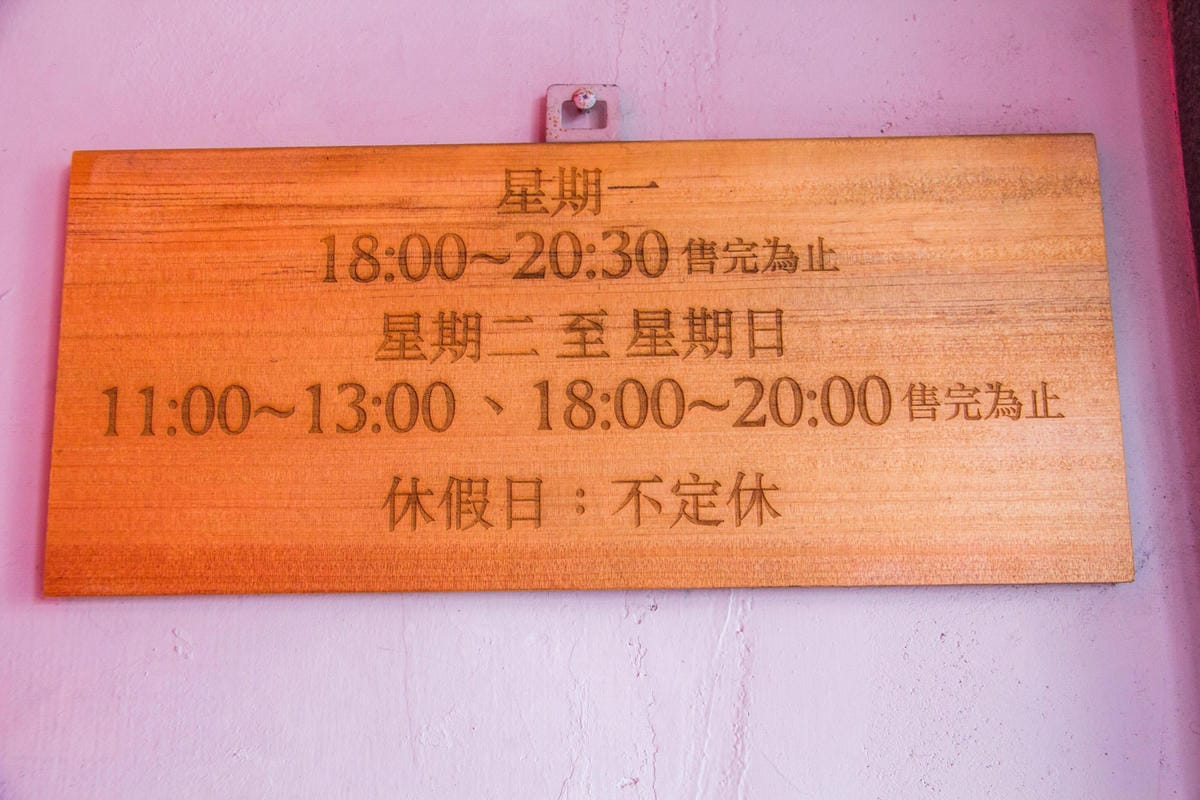 星期一
18:00~20:30 售完為止
星期二 至 星期日
11:00~13:00、18:00~20:00 售完為止
休假日：不定休